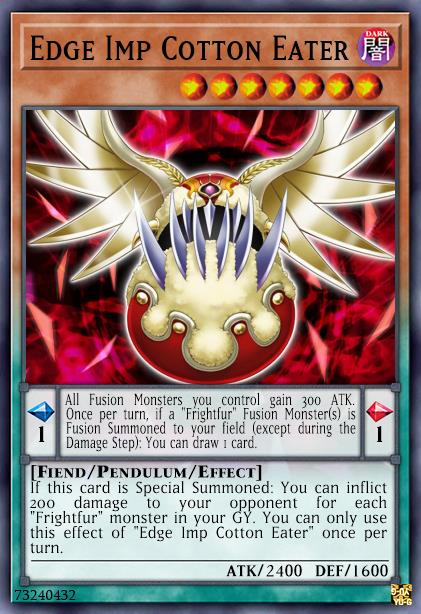 EDGE IMP COTTON EATER
DARK
闇
All Fusion Monsters you control gain 300 ATK.
Once per turn, if a "Frightfur" Fusion Monster(s) is
Fusion Summoned to your field (except during the
Damage Step): You can draw 1 card.
1
1
[FIEND/PENDULUM/EFFECT]
If this card is Special Summoned: You can inflict
200 damage to your opponent for each
"Frightfur" monster in your GY. You can only use
this effect of "Edge Imp Cotton Eater" once per
turn.
ATK/2400 DEF/1600
73240432